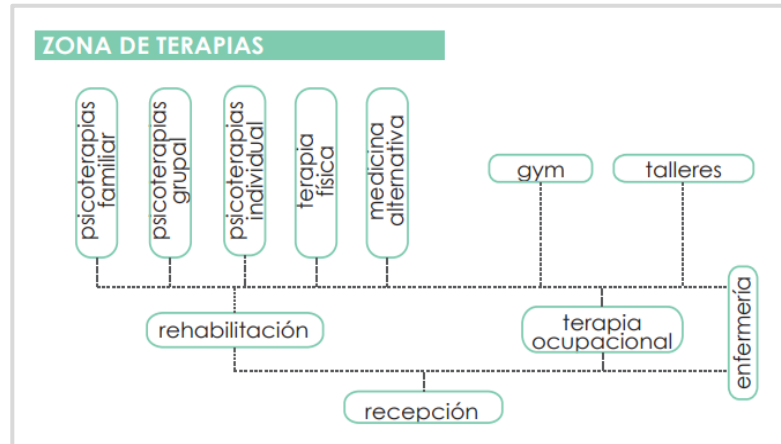 ZONA DE TERAPIAS
psicoterapias
familiar
psicoterapias
grupal
psicoterapias
individual
terapia
física
medicina
alternativa
gym
talleres
enfermería
rehabilitación
terapia
ocupacional
recepción